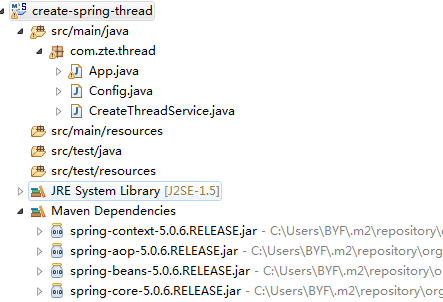 create-spring-thread
src/main/java
com.zte.thread
App.java
Config.java
CreateThreadService.java
src/main/resources
src/test/java
src/test/resources
JRE System Library [J2SE-1.5]
Maven Dependencies
spring-context-5.0.6.RELEASE.jar - C:\Users\BYF\.m2\repository\o
spring-aop-5.0.6.RELEASE.jar - C:\Users\BYF\.m2\repository\org
spring-beans-5.0.6.RELEASE.jar - C:\Users\BYF\.m2\repository\or
spring-core-5.0.6.RELEASE.jar - C:\Users\BYF\.m2\repository\org